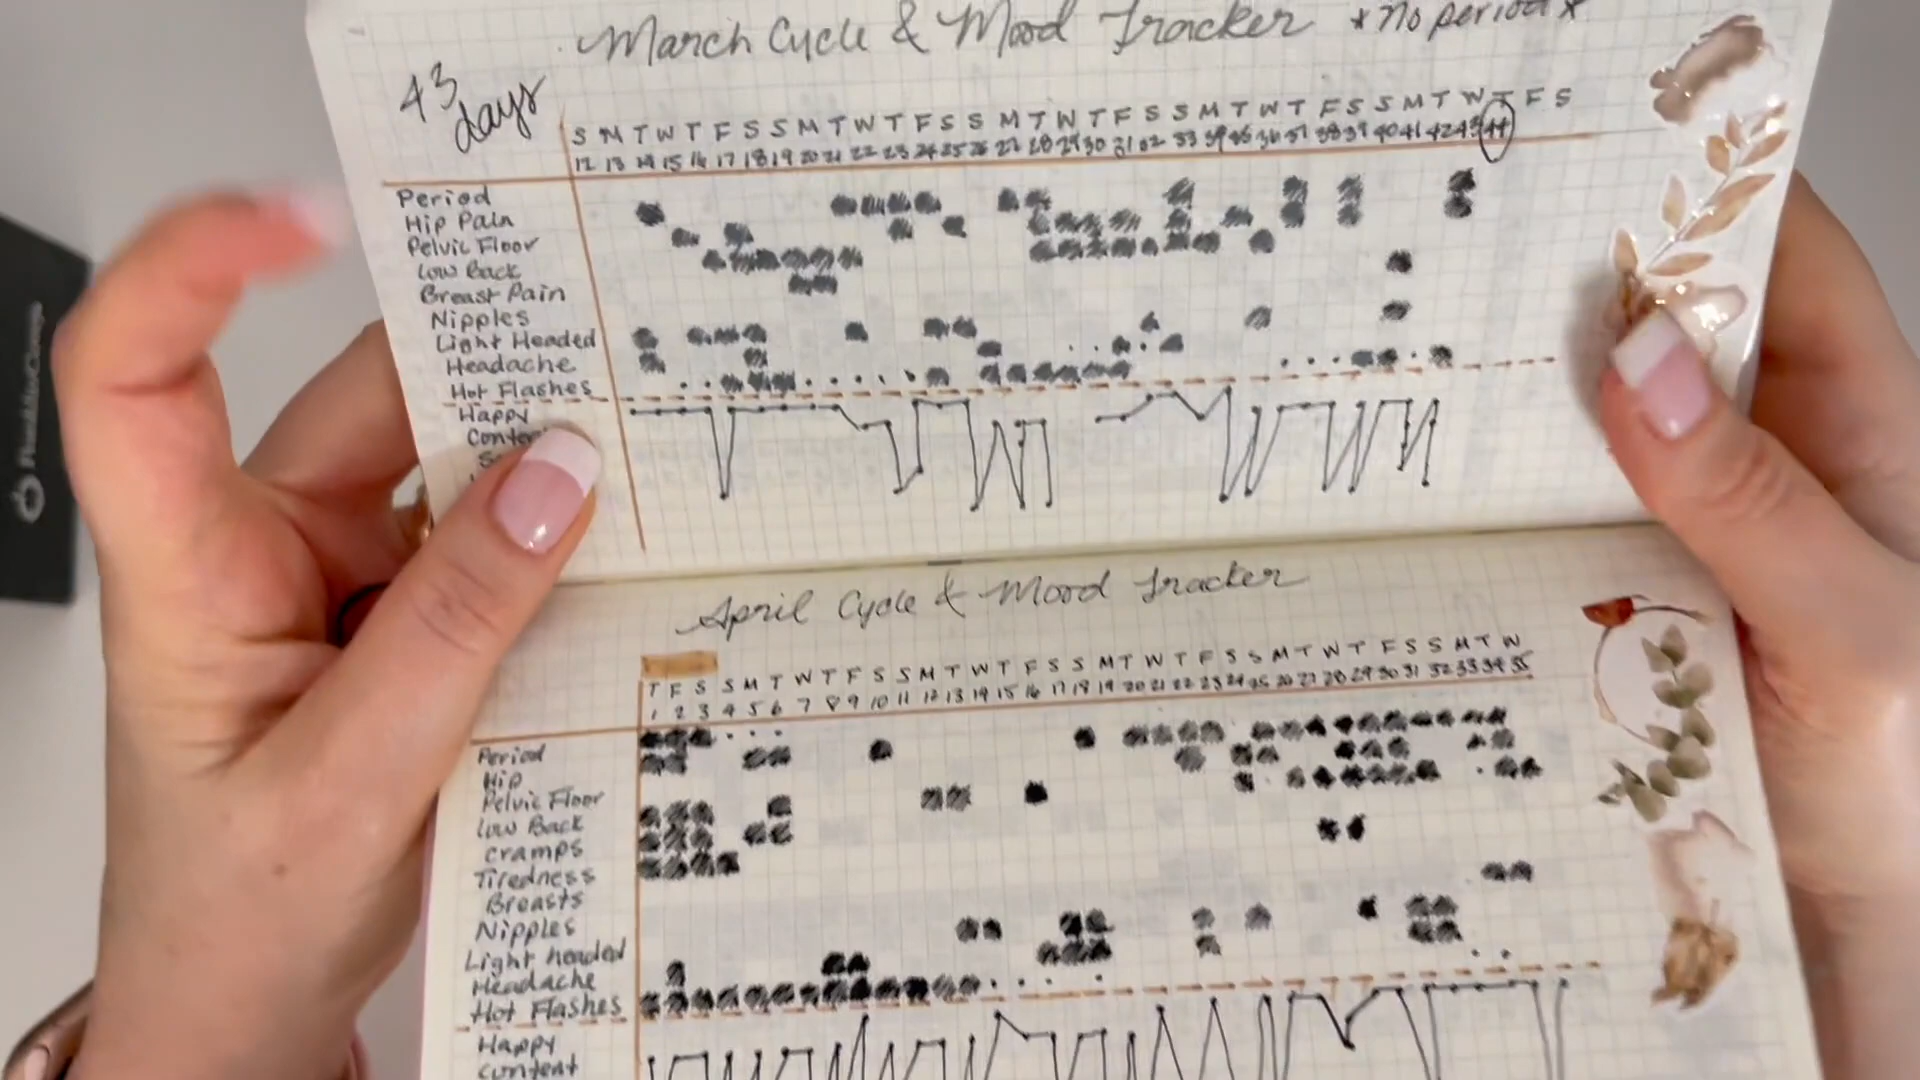 March Cycle & Mood Tracker *No period*
43 days
S M T W T F S S M T W T F S S M T W T F S S M T W T F S S M T W T F S
12 13 14 15 16 17 18 19 20 21 22 23 24 25 26 27 28 29 30 31 32 33 34 35 36 37 38 39 40 41 42 43 44
Period
Hip Pain
Pelvic Floor
Low Back
Breast Pain
Nipples
Light Headed
Headache
Hot Flashes
Happy
April Cycle & Mood Tracker
T F S S M T W T F S S M T W T F S S M T W T F S S M T W T F S S M T W
1 2 3 4 5 6 7 8 9 10 11 12 13 14 15 16 17 18 19 20 21 22 23 24 25 26 27 28 29 30 31 32 33 34 35
Period
Hip
Pelvic Floor
Low Back
Cramps
Tiredness
Breasts
Nipples
Light headed
Headache
Hot Flashes
Happy
Content